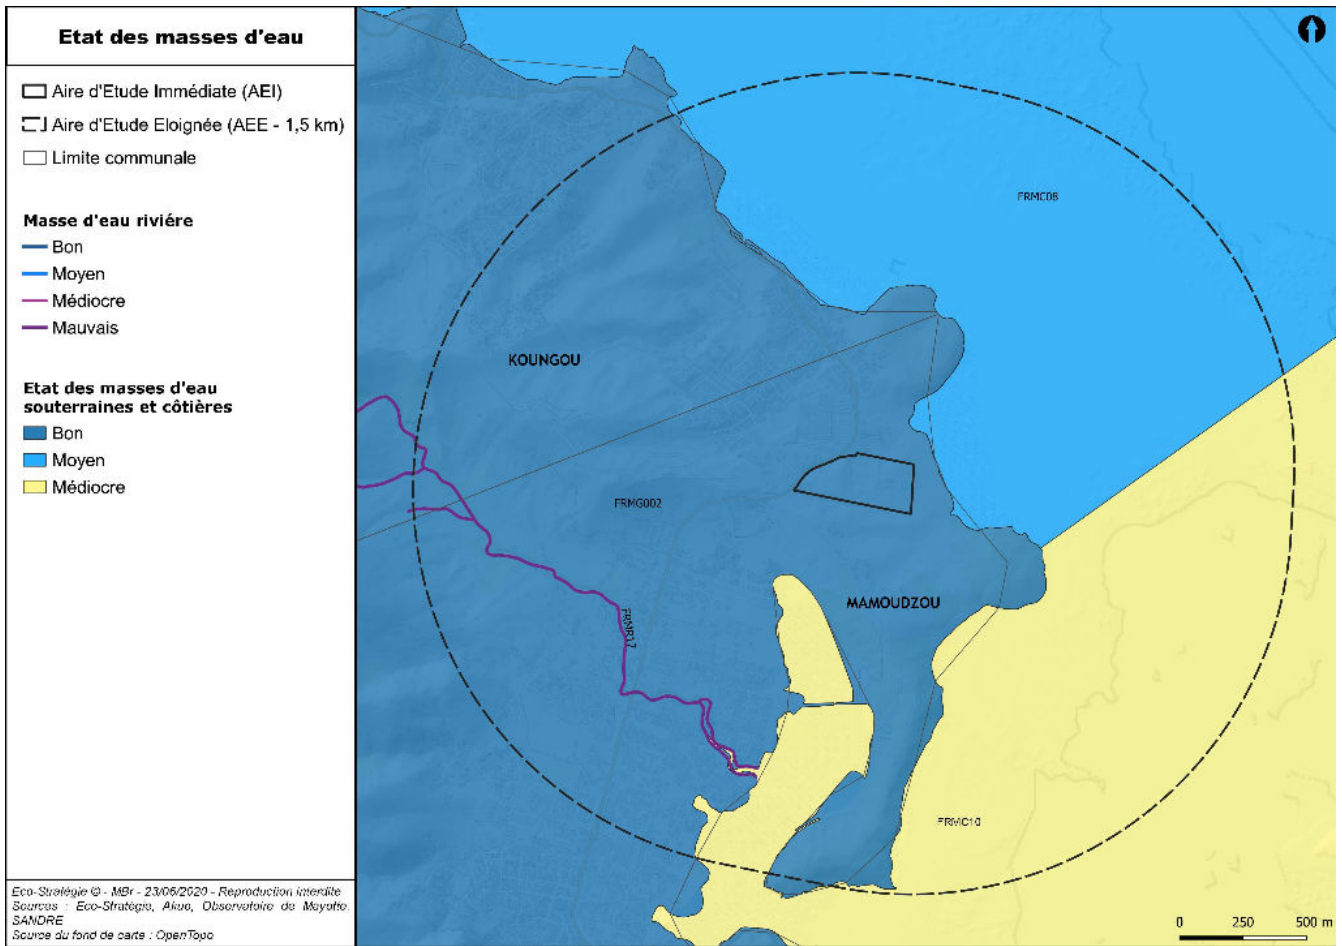 Etat des masses d'eau
Aire d'Etude Immédiate (AEI)
Aire d'Etude Eloignée (AEE - 1,5 km)
Limite communale
Masse d'eau riviére
Bon
Moyen
Médiocre
Mauvais
Etat des masses d'eau
souterraines et côtières
Bon
Moyen
Médiocre
Eco-Stratégie © - MBr - 23/06/2020 - Reproduction interdite
Sources : Eco-Stratégie, Akuo, Observatoire de Mayotte,
SANDRE
Source du fond de carte : OpenTopo
FRMC08
KOUNGOU
FRMG002
MAMOUDZOU
FRMR17
FRMC10
0 250 500 m